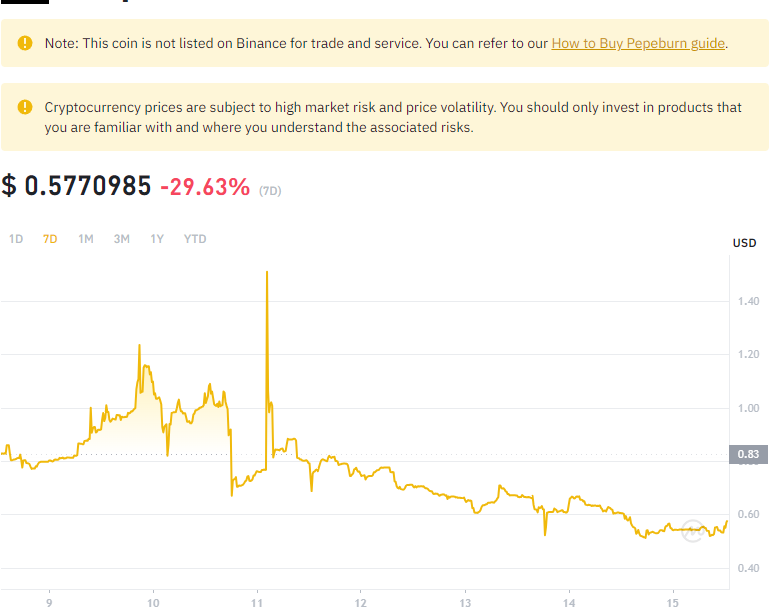 Note: This coin is not listed on Binance for trade and service. You can refer to our How to Buy Pepeburn guide.
Cryptocurrency prices are subject to high market risk and price volatility. You should only invest in products that
you are familiar with and where you understand the associated risks.
$ 0.5770985 -29.63% (7D)
1D 7D 1M 3M 1Y YTD
USD
1.40
1.20
1.00
0.83
0.60
0.40
9 10 11 12 13 14 15